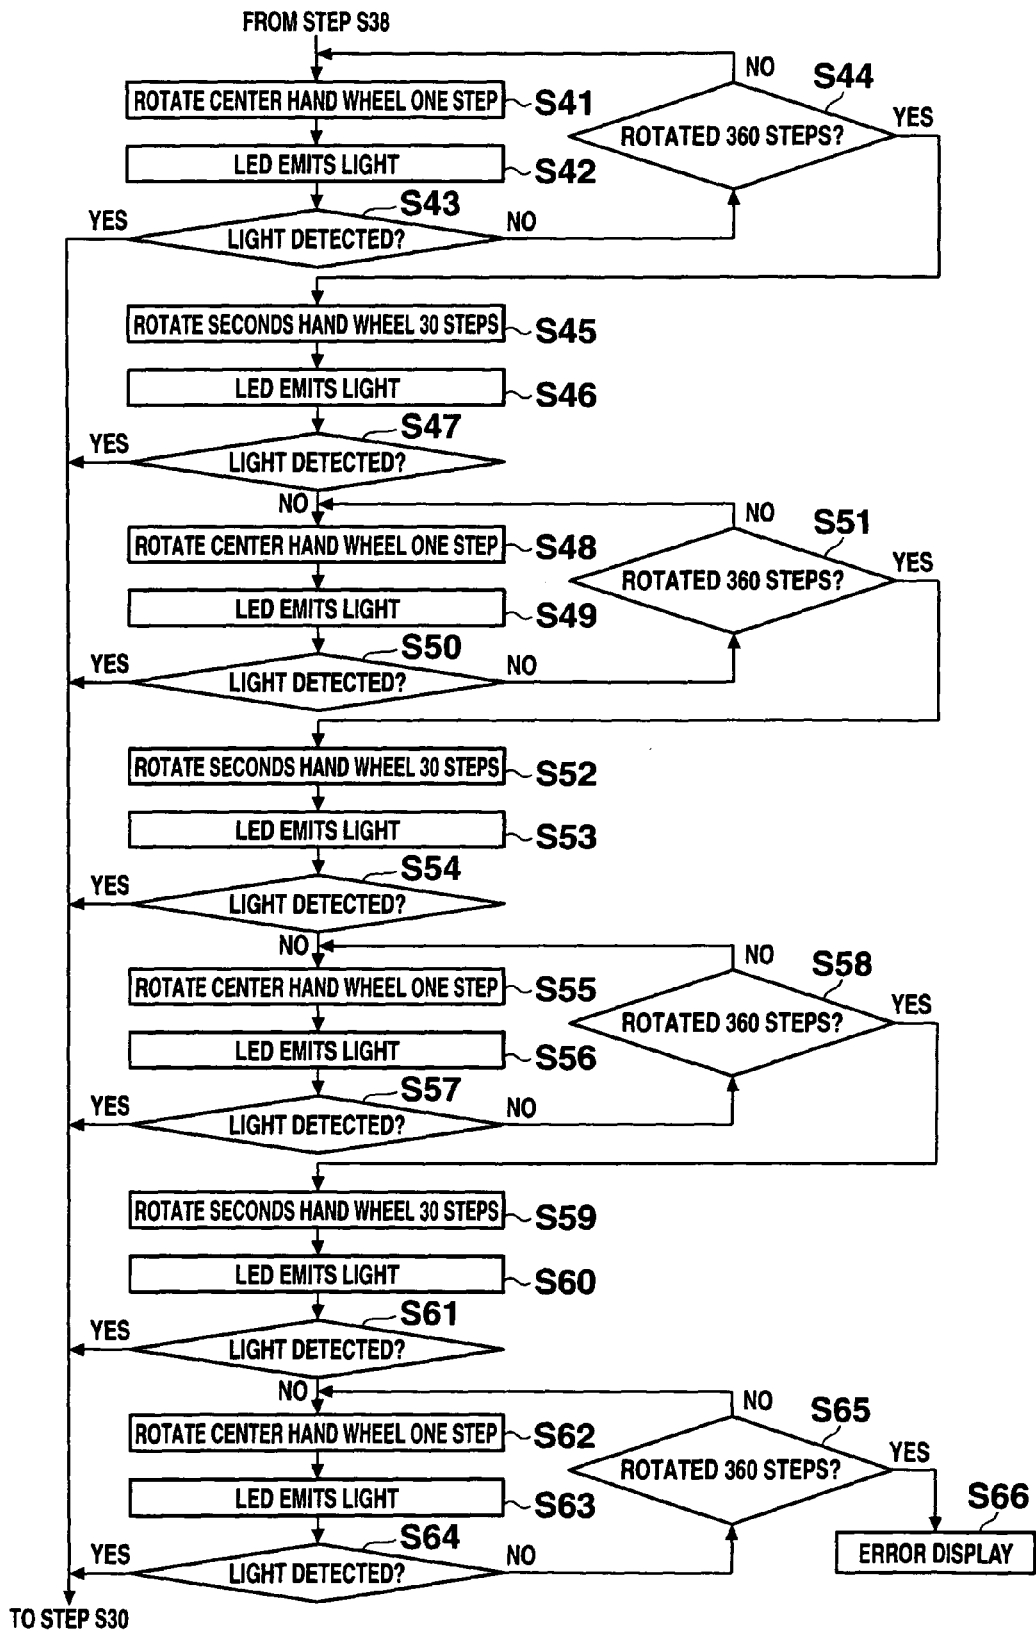 FROM STEP S38
NO
S44
ROTATE CENTER HAND WHEEL ONE STEP
S41
ROTATED 360 STEPS?
YES
LED EMITS LIGHT
S42
S43
YES
LIGHT DETECTED?
NO
ROTATE SECONDS HAND WHEEL 30 STEPS
S45
LED EMITS LIGHT
S46
S47
YES
LIGHT DETECTED?
NO
NO
S51
ROTATE CENTER HAND WHEEL ONE STEP
S48
ROTATED 360 STEPS?
YES
LED EMITS LIGHT
S49
S50
YES
LIGHT DETECTED?
NO
ROTATE SECONDS HAND WHEEL 30 STEPS
S52
LED EMITS LIGHT
S53
S54
YES
LIGHT DETECTED?
NO
NO
S58
ROTATE CENTER HAND WHEEL ONE STEP
S55
ROTATED 360 STEPS?
YES
LED EMITS LIGHT
S56
S57
YES
LIGHT DETECTED?
NO
ROTATE SECONDS HAND WHEEL 30 STEPS
S59
LED EMITS LIGHT
S60
S61
YES
LIGHT DETECTED?
NO
NO
S65
ROTATE CENTER HAND WHEEL ONE STEP
S62
ROTATED 360 STEPS?
YES
LED EMITS LIGHT
S63
S66
S64
YES
LIGHT DETECTED?
NO
ERROR DISPLAY
TO STEP S30